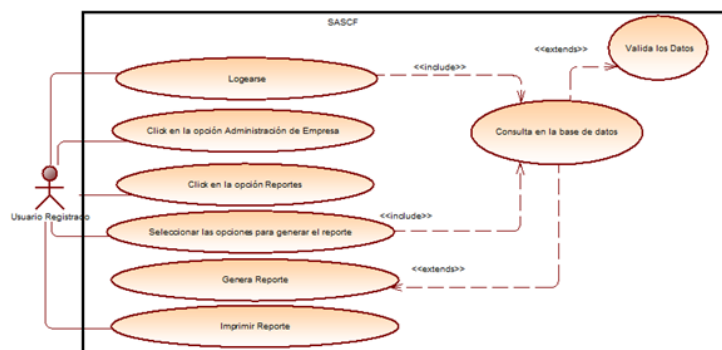 SASCF
Valida los Datos
<<extends>>
Logearse
<<include>>
Click en la opción Administración de Empresa
Consulta en la base de datos
Click en la opción Reportes
Usuario Registrado
<<include>>
Seleccionar las opciones para generar el reporte
<<extends>>
Genera Reporte
Imprimir Reporte